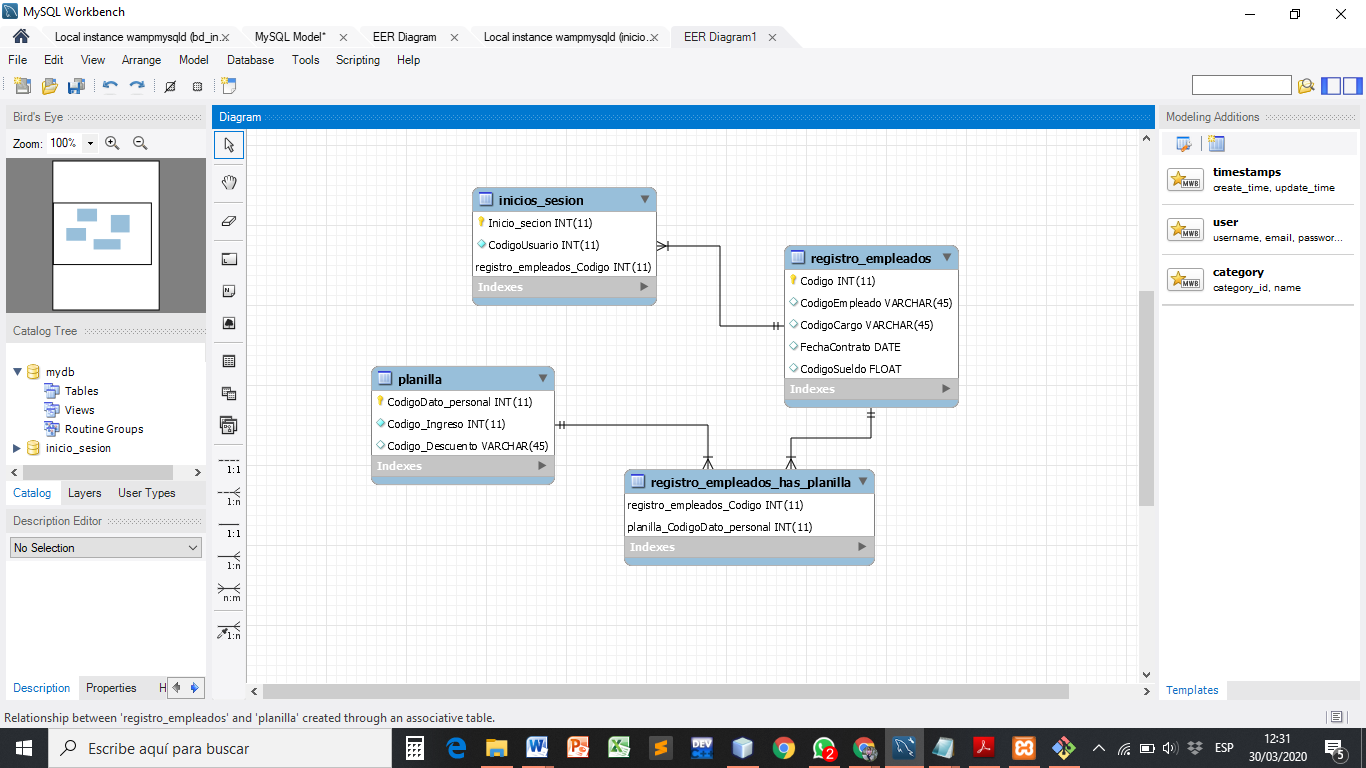 MySQL Workbench
Local instance wampmysqld (bd_in...
MySQL Model*
EER Diagram
Local instance wampmysqld (inicio...
EER Diagram1
File Edit View Arrange Model Database Tools Scripting Help
Bird's Eye
Zoom: 100%
Catalog Tree
mydb
Tables
Views
Routine Groups
inicio_sesion
Catalog Layers User Types
Description Editor
No Selection
Description Properties H
Diagram
1:1
1:n
1:1
1:n
n:m
1:n
inicios_sesion
Inicio_secion INT(11)
CodigoUsuario INT(11)
registro_empleados_Codigo INT(11)
Indexes
registro_empleados
Codigo INT(11)
CodigoEmpleado VARCHAR(45)
CodigoCargo VARCHAR(45)
FechaContrato DATE
CodigoSueldo FLOAT
Indexes
planilla
CodigoDato_personal INT(11)
Codigo_Ingreso INT(11)
Codigo_Descuento VARCHAR(45)
Indexes
registro_empleados_has_planilla
registro_empleados_Codigo INT(11)
planilla_CodigoDato_personal INT(11)
Indexes
Modeling Additions
MWB
timestamps
create_time, update_time
MWB
user
username, email, passwor...
MWB
category
category_id, name
Templates
Relationship between 'registro_empleados' and 'planilla' created through an associative table.
Escribe aquí para buscar
DEV
2
ESP
12:31
30/03/2020
5